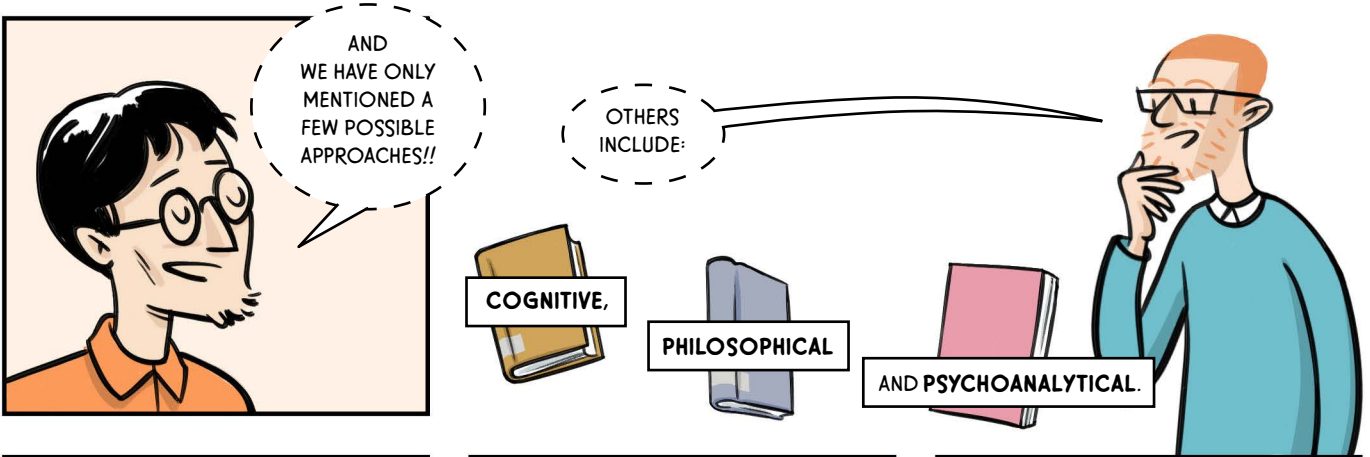 AND
WE HAVE ONLY
MENTIONED A
FEW POSSIBLE
APPROACHES!!
OTHERS
INCLUDE:
COGNITIVE,
PHILOSOPHICAL
AND PSYCHOANALYTICAL.